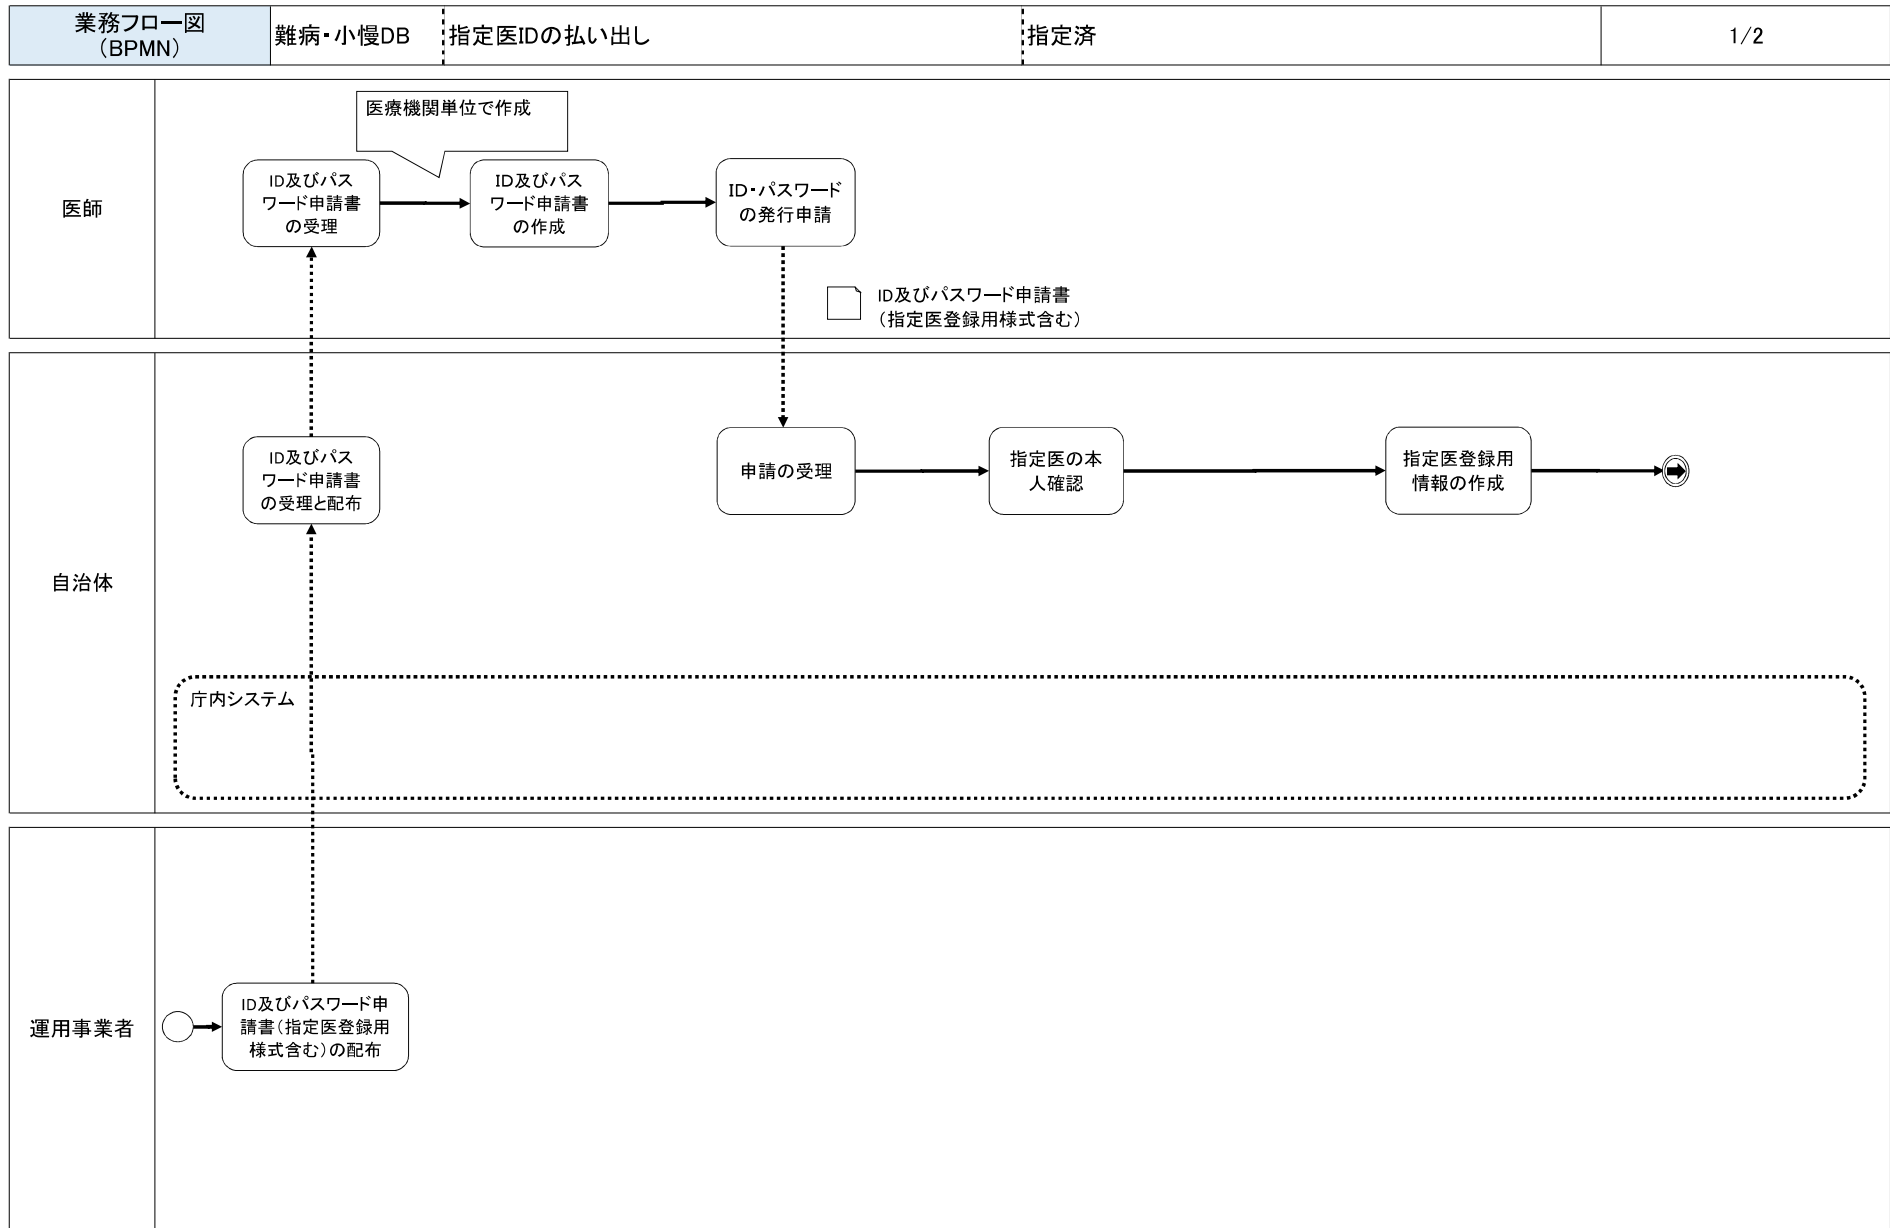 業務フロー図
（BPMN）
難病・小慢DB
指定医IDの払い出し
指定済
1/2
医師
医療機関単位で作成
ID及びパス
ワード申請書
の受理
ID及びパス
ワード申請書
の作成
ID・パスワード
の発行申請
ID及びパスワード申請書
（指定医登録用様式含む）
自治体
ID及びパス
ワード申請書
の受理と配布
申請の受理
指定医の本
人確認
指定医登録用
情報の作成
庁内システム
運用事業者
ID及びパスワード申
請書（指定医登録用
様式含む）の配布